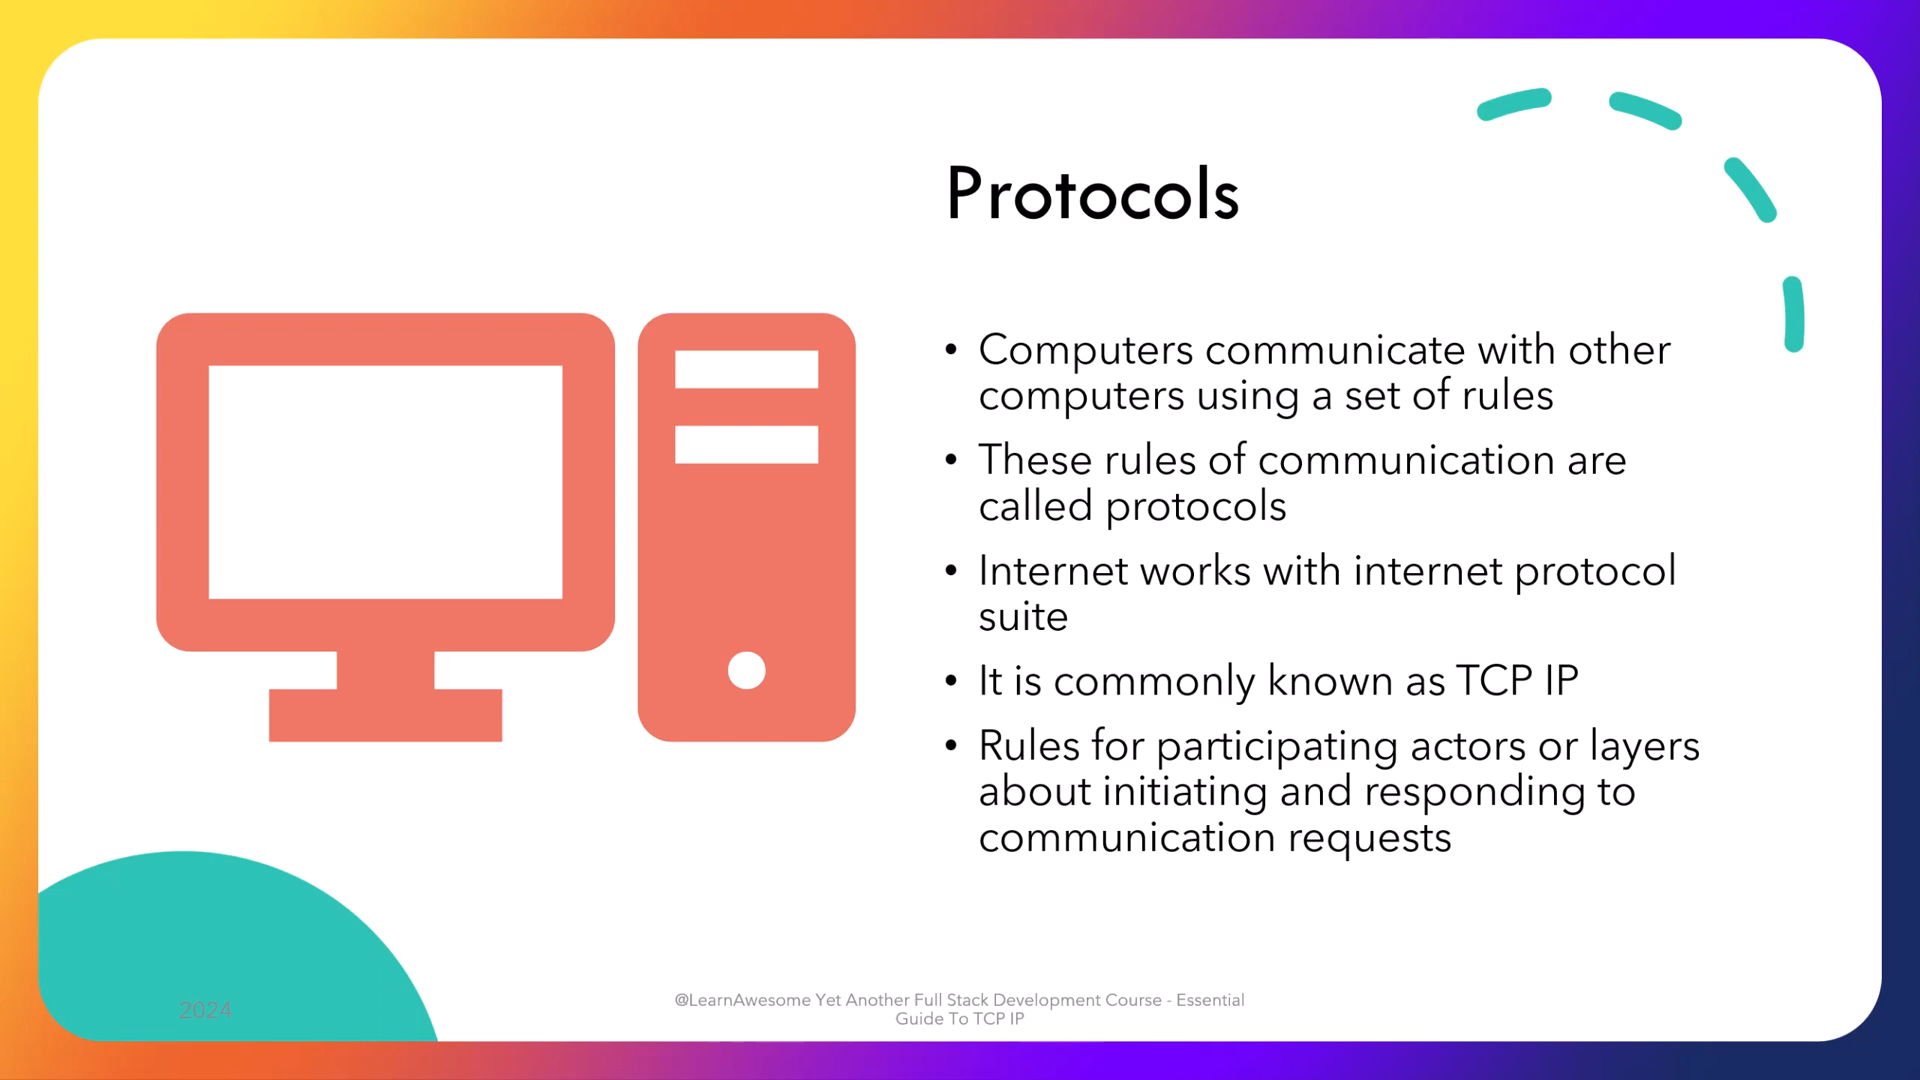 Protocols
• Computers communicate with other
computers using a set of rules
• These rules of communication are
called protocols
• Internet works with internet protocol
suite
• It is commonly known as TCP IP
• Rules for participating actors or layers
about initiating and responding to
communication requests
2024
@LearnAwesome Yet Another Full Stack Development Course - Essential
Guide To TCP IP